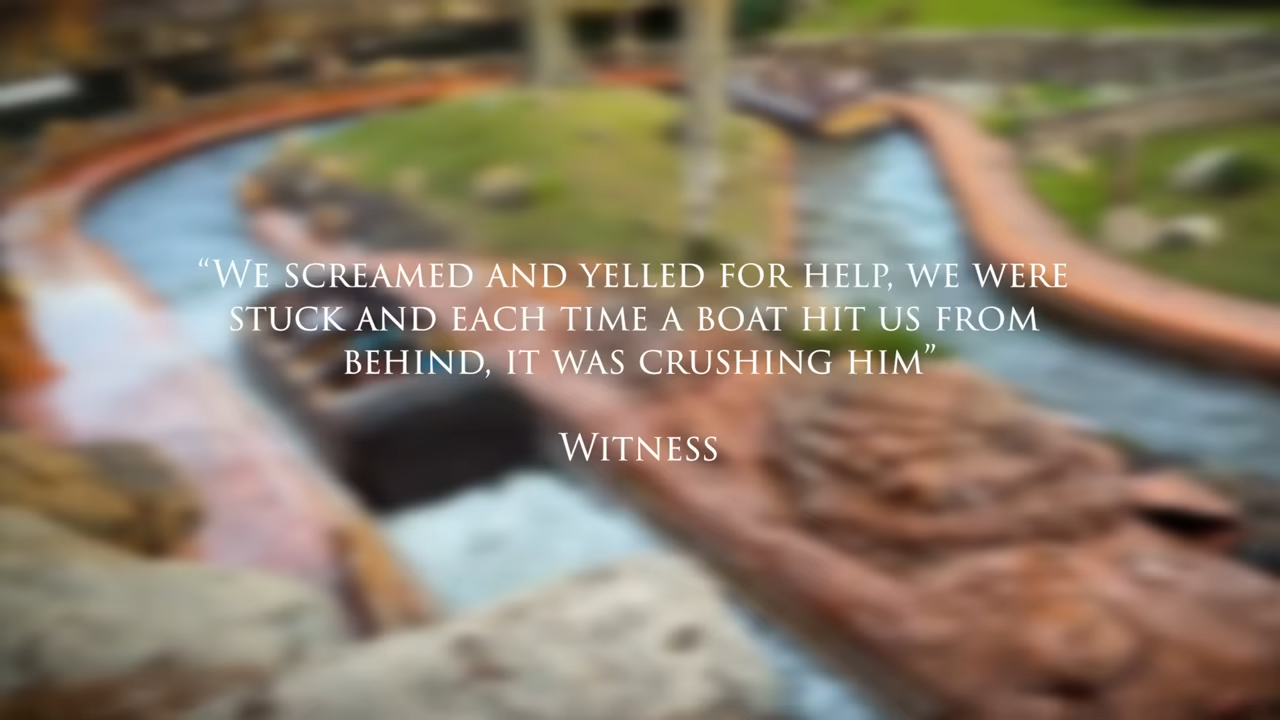 “We screamed and yelled for help, we were
stuck and each time a boat hit us from
behind, it was crushing him”
Witness